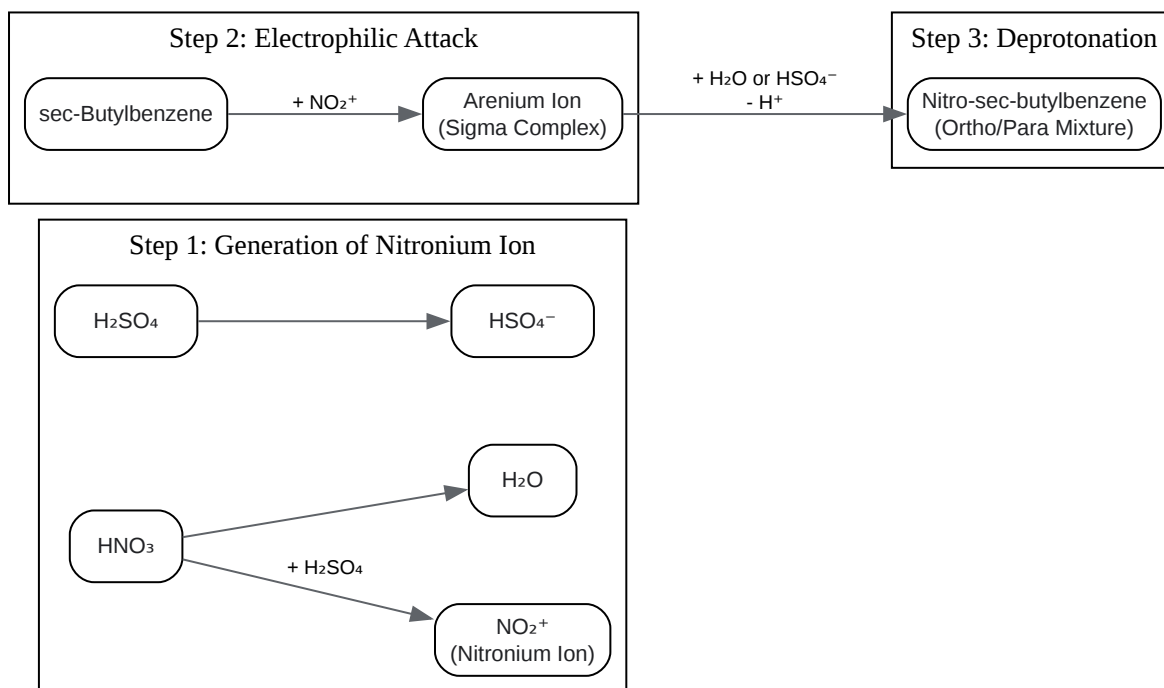 Step 2: Electrophilic Attack
sec-Butylbenzene
+ NO₂⁺
Arenium Ion
(Sigma Complex)
+ H₂O or HSO₄⁻
- H⁺
Step 3: Deprotonation
Nitro-sec-butylbenzene
(Ortho/Para Mixture)
Step 1: Generation of Nitronium Ion
H₂SO₄
HSO₄⁻
H₂O
HNO₃
+ H₂SO₄
NO₂⁺
(Nitronium Ion)